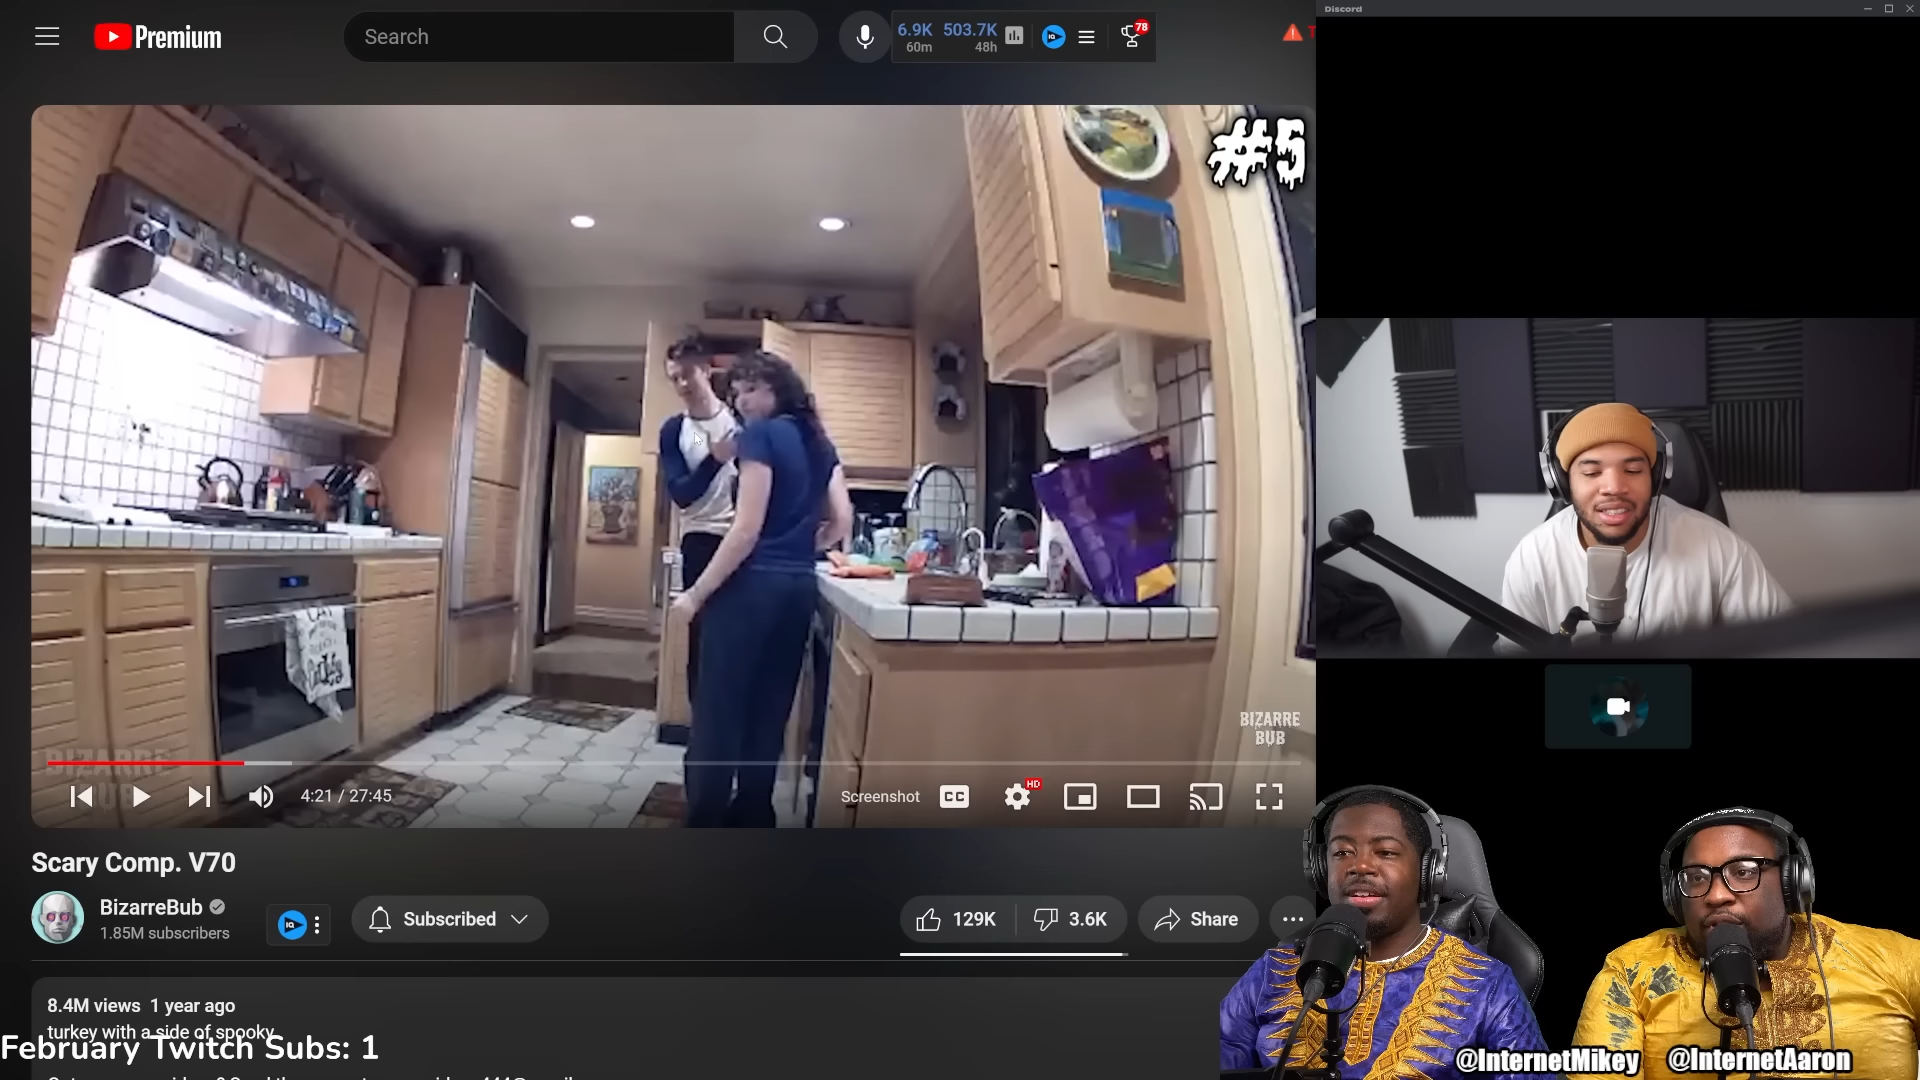 Discord
Premium
Search
6.9K
60m
503.7K
48h
78
#5
BIZARRE
BUB
BIZARRE
4:21 / 27:45
Screenshot
CC
HD
Scary Comp. V70
BizarreBub
1.85M subscribers
Subscribed
129K
3.6K
Share
8.4M views 1 year ago
turkey with a side of spooky
February Twitch Subs: 1
@InternetMikey
@InternetAaron